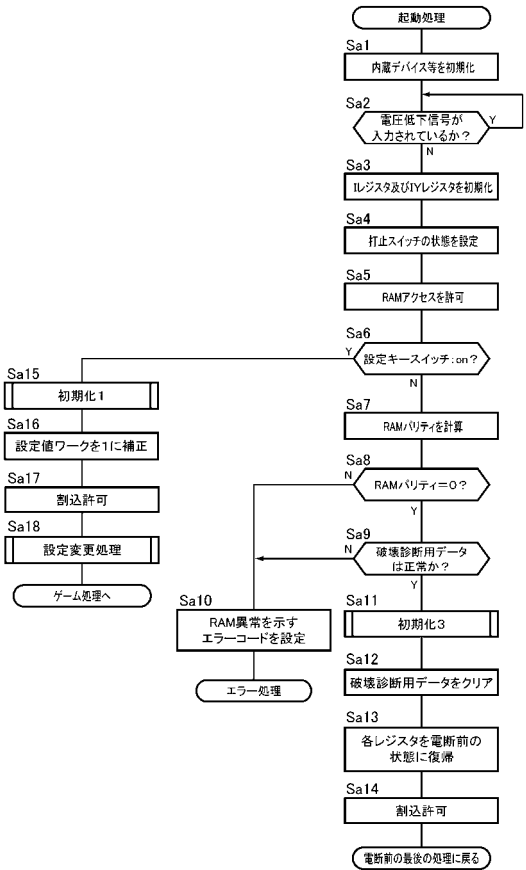 起動処理
Sa1
内蔵デバイス等を初期化
Sa2
電圧低下信号が
入力されているか?
Y
N
Sa3
Iレジスタ及びIYレジスタを初期化
Sa4
打止スイッチの状態を設定
Sa5
RAMアクセスを許可
Sa6
設定キースイッチ:on?
Y
N
Sa15
初期化1
Sa16
設定値ワークを1に補正
Sa17
割込許可
Sa18
設定変更処理
ゲーム処理へ
Sa7
RAMパリティを計算
Sa8
RAMパリティ=0?
N
Y
Sa9
破壊診断用データ
は正常か?
N
Y
Sa10
RAM異常を示す
エラーコードを設定
エラー処理
Sa11
初期化3
Sa12
破壊診断用データをクリア
Sa13
各レジスタを電断前の
状態に復帰
Sa14
割込許可
電断前の最後の処理に戻る